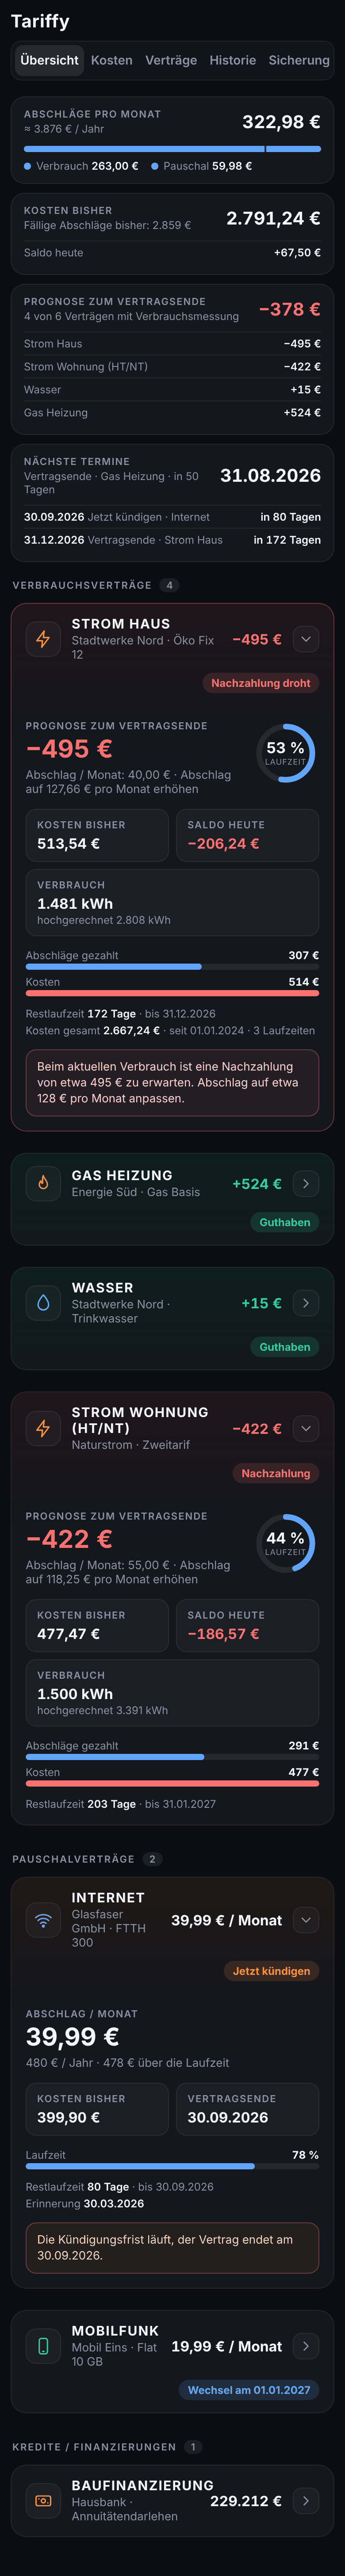 Tariffy
Übersicht Kosten Verträge Historie Sicherung
ABSCHLÄGE PRO MONAT
≈ 3.876 € / Jahr
322,98 €
Verbrauch 263,00 € Pauschal 59,98 €
KOSTEN BISHER
Fällige Abschläge bisher: 2.859 €
2.791,24 €
Saldo heute +67,50 €
PROGNOSE ZUM VERTRAGSENDE
4 von 6 Verträgen mit Verbrauchsmessung
−378 €
Strom Haus −495 €
Strom Wohnung (HT/NT) −422 €
Wasser +15 €
Gas Heizung +524 €
NÄCHSTE TERMINE
Vertragsende · Gas Heizung · in 50
Tagen
31.08.2026
30.09.2026 Jetzt kündigen · Internet in 80 Tagen
31.12.2026 Vertragsende · Strom Haus in 172 Tagen
VERBRAUCHSVERTRÄGE 4
STROM HAUS
Stadtwerke Nord · Öko Fix
12
−495 €
Nachzahlung droht
PROGNOSE ZUM VERTRAGSENDE
−495 €
Abschlag / Monat: 40,00 € · Abschlag
auf 127,66 € pro Monat erhöhen
53 %
LAUFZEIT
KOSTEN BISHER
513,54 €
SALDO HEUTE
−206,24 €
VERBRAUCH
1.481 kWh
hochgerechnet 2.808 kWh
Abschläge gezahlt 307 €
Kosten 514 €
Restlaufzeit 172 Tage · bis 31.12.2026
Kosten gesamt 2.667,24 € · seit 01.01.2024 · 3 Laufzeiten
Beim aktuellen Verbrauch ist eine Nachzahlung
von etwa 495 € zu erwarten. Abschlag auf etwa
128 € pro Monat anpassen.
GAS HEIZUNG
Energie Süd · Gas Basis
+524 €
Guthaben
WASSER
Stadtwerke Nord ·
Trinkwasser
+15 €
Guthaben
STROM WOHNUNG
(HT/NT)
Naturstrom · Zweitarif
−422 €
Nachzahlung
PROGNOSE ZUM VERTRAGSENDE
−422 €
Abschlag / Monat: 55,00 € · Abschlag
auf 118,25 € pro Monat erhöhen
44 %
LAUFZEIT
KOSTEN BISHER
477,47 €
SALDO HEUTE
−186,57 €
VERBRAUCH
1.500 kWh
hochgerechnet 3.391 kWh
Abschläge gezahlt 291 €
Kosten 477 €
Restlaufzeit 203 Tage · bis 31.01.2027
PAUSCHALVERTRÄGE 2
INTERNET
Glasfaser
GmbH · FTTH
300
39,99 € / Monat
Jetzt kündigen
ABSCHLAG / MONAT
39,99 €
480 € / Jahr · 478 € über die Laufzeit
KOSTEN BISHER
399,90 €
VERTRAGSENDE
30.09.2026
Laufzeit 78 %
Restlaufzeit 80 Tage · bis 30.09.2026
Erinnerung 30.03.2026
Die Kündigungsfrist läuft, der Vertrag endet am
30.09.2026.
MOBILFUNK
Mobil Eins · Flat
10 GB
19,99 € / Monat
Wechsel am 01.01.2027
KREDITE / FINANZIERUNGEN 1
BAUFINANZIERUNG
Hausbank ·
Annuitätendarlehen
229.212 €